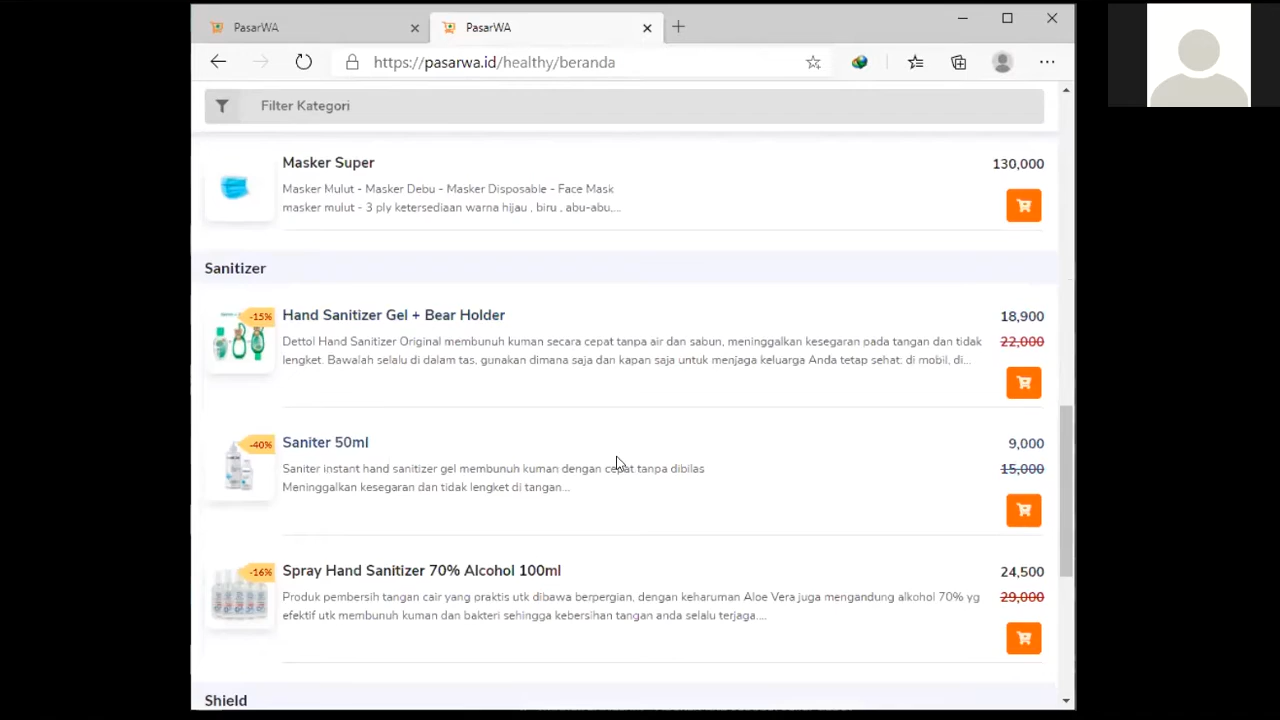 PasarWA
PasarWA
https://pasarwa.id/healthy/beranda
Filter Kategori
Masker Super
130,000
Masker Mulut - Masker Debu - Masker Disposable - Face Mask
masker mulut - 3 ply ketersediaan warna hijau , biru , abu-abu,...
Sanitizer
-15%
Hand Sanitizer Gel + Bear Holder
18,900
Dettol Hand Sanitizer Original membunuh kuman secara cepat tanpa air dan sabun, meninggalkan kesegaran pada tangan dan tidak
22,000
lengket. Bawalah selalu di dalam tas, gunakan dimana saja dan kapan saja untuk menjaga keluarga Anda tetap sehat: di mobil, di...
-40%
Saniter 50ml
9,000
Saniter instant hand sanitizer gel membunuh kuman dengan cepat tanpa dibilas
15,000
Meninggalkan kesegaran dan tidak lengket di tangan...
-16%
Spray Hand Sanitizer 70% Alcohol 100ml
24,500
Produk pembersih tangan cair yang praktis utk dibawa berpergian, dengan keharuman Aloe Vera juga mengandung alkohol 70% yg
29,000
efektif utk membunuh kuman dan bakteri sehingga kebersihan tangan anda selalu terjaga....
Shield